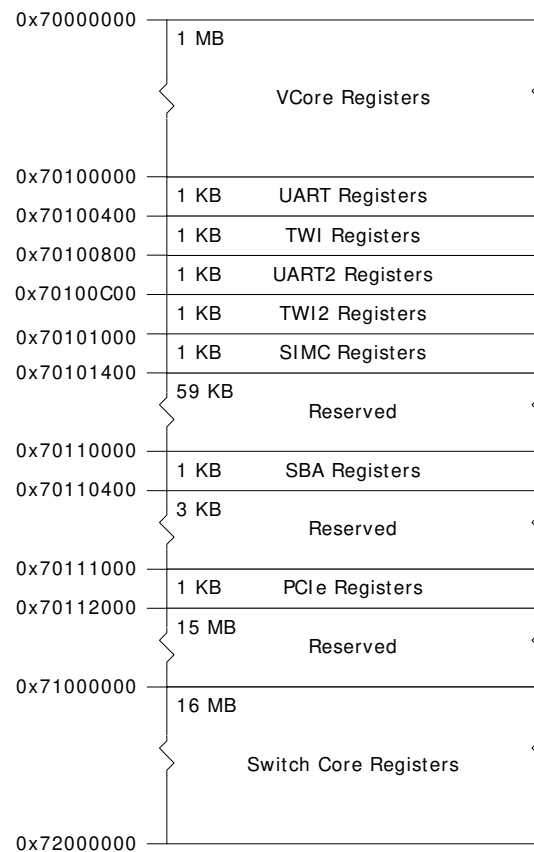 0x70000000
1 MB
VCore Registers
0x70100000
1 KB UART Registers
0x70100400
1 KB TWI Registers
0x70100800
1 KB UART2 Registers
0x70100C00
1 KB TWI2 Registers
0x70101000
1 KB SIMC Registers
0x70101400
59 KB
Reserved
0x70110000
1 KB SBA Registers
0x70110400
3 KB
Reserved
0x70111000
1 KB PCIe Registers
0x70112000
15 MB
Reserved
0x71000000
16 MB
Switch Core Registers
0x72000000